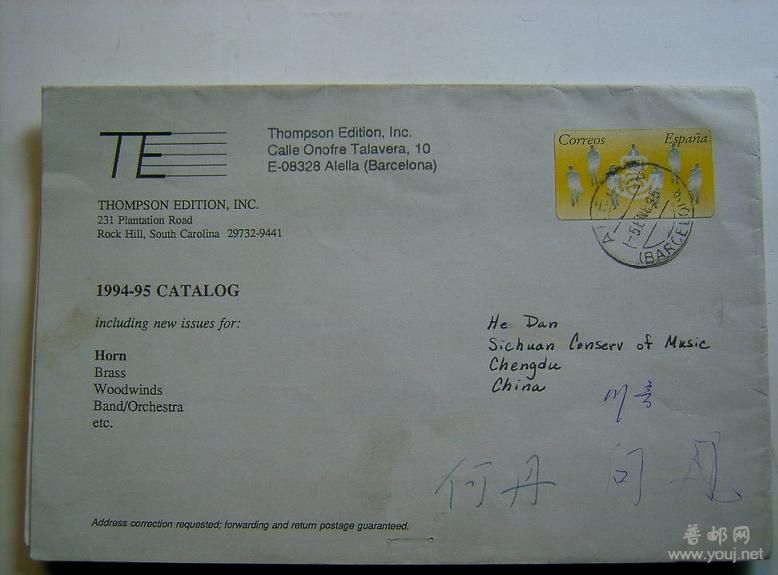 TE
Thompson Edition, Inc.
Calle Onofre Talavera, 10
E-08328 Alella (Barcelona)
Correos España
THOMPSON EDITION, INC.
231 Plantation Road
Rock Hill, South Carolina 29732-9441
(BARCELONA)
1994-95 CATALOG
including new issues for:
Horn
Brass
Woodwinds
Band/Orchestra
etc.
He Dan
Sichuan Conserv of Music
Chengdu
China
川音
何丹
Address correction requested; forwarding and return postage guaranteed.
普邮网
www.youj.net